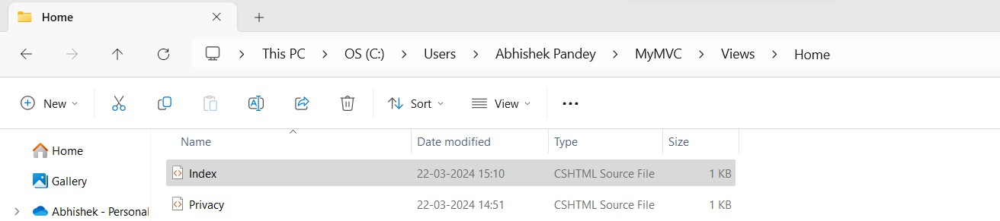 Home
This PC > OS (C:) > Users > Abhishek Pandey > MyMVC > Views > Home
New Sort View
Name Date modified Type Size
Home
Gallery
Abhishek - Personal
Index 22-03-2024 15:10 CSHTML Source File 1 KB
Privacy 22-03-2024 14:51 CSHTML Source File 1 KB